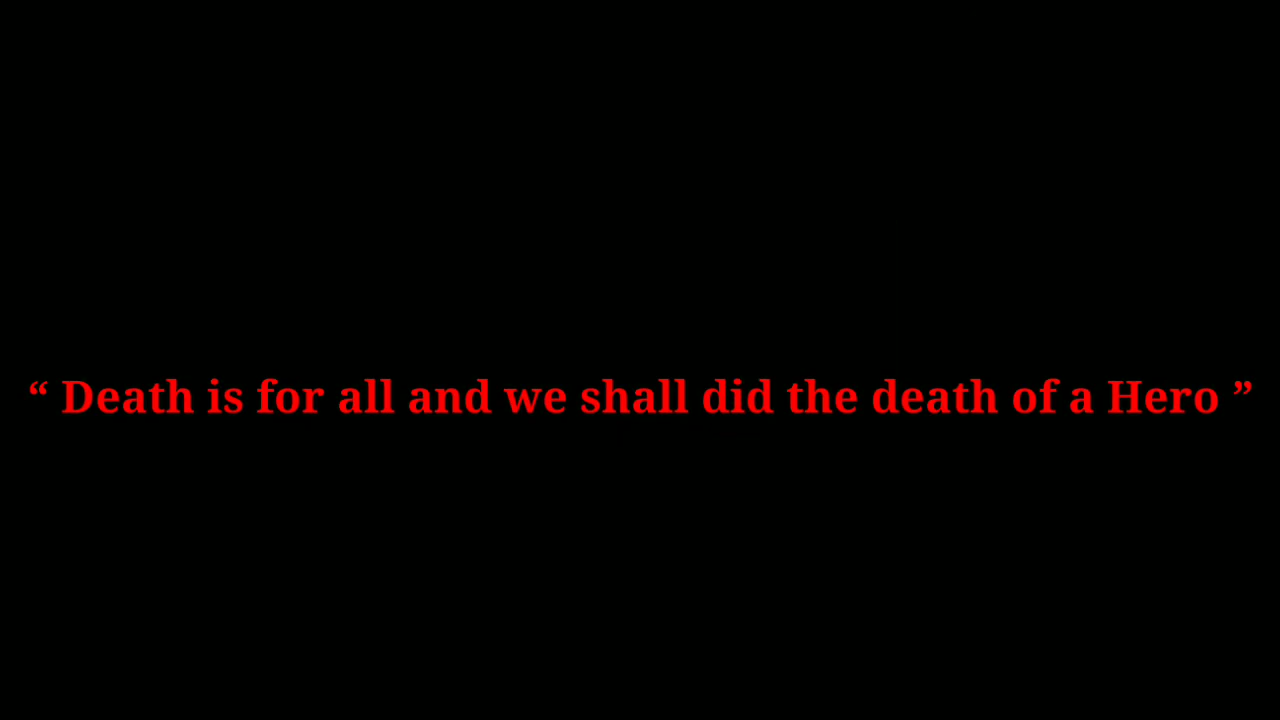 “ Death is for all and we shall did the death of a Hero ”